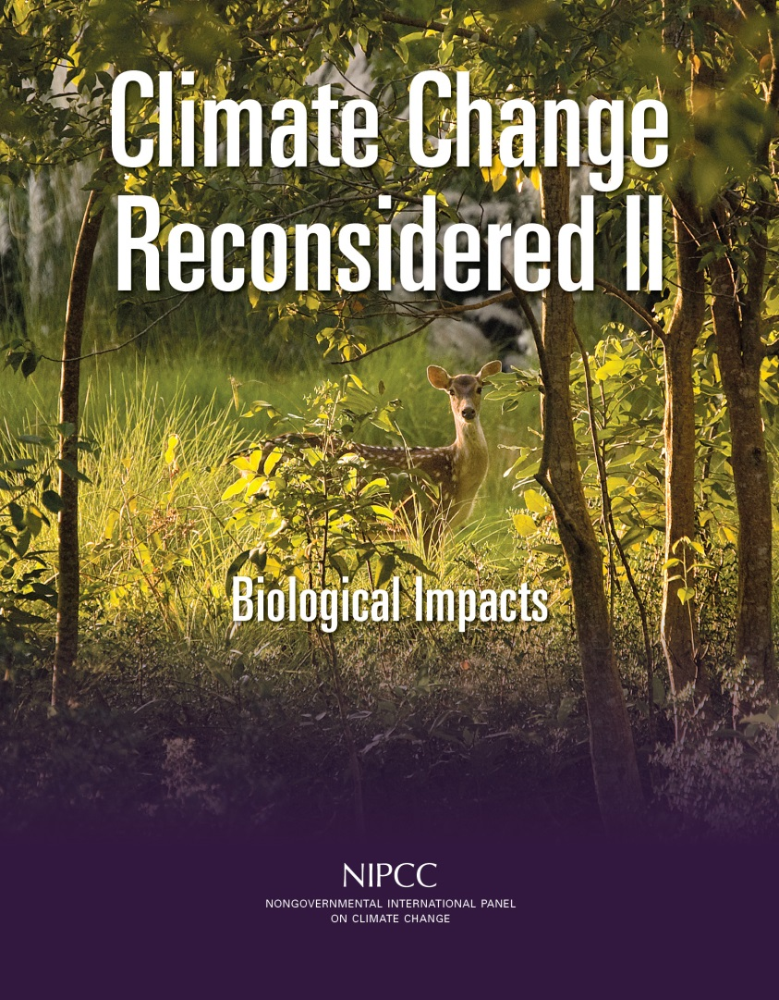 Climate Change
Reconsidered II
Biological Impacts
NIPCC
NONGOVERNMENTAL INTERNATIONAL PANEL
ON CLIMATE CHANGE